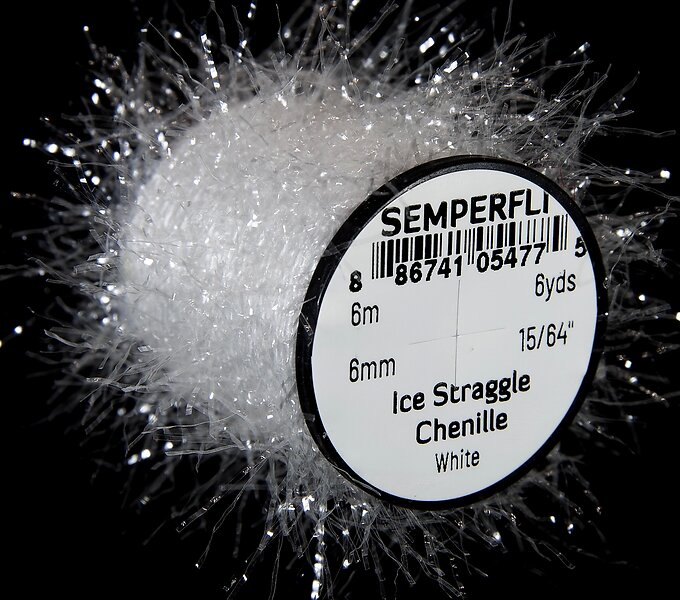 SEMPERFLI
8 86741 05477 5
6m 6yds
6mm 15/64"
Ice Straggle
Chenille
White